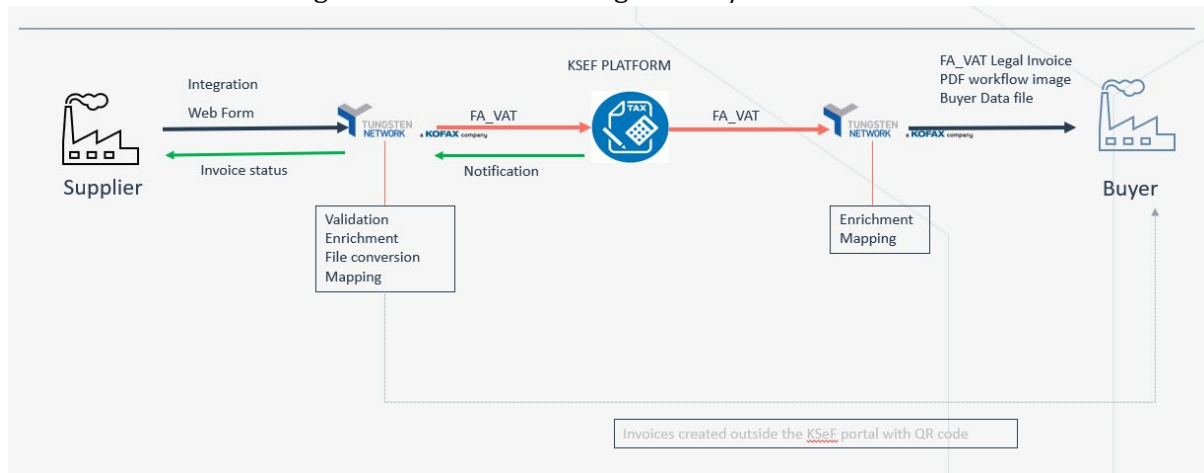 KSEF PLATFORM
FA_VAT Legal Invoice
PDF workflow image
Buyer Data file
Integration
Web Form
TUNGSTEN
NETWORK
a KOFAX company
FA_VAT
TAX
FA_VAT
TUNGSTEN
NETWORK
a KOFAX company
Invoice status
Notification
Supplier
Buyer
Validation
Enrichment
File conversion
Mapping
Enrichment
Mapping
Invoices created outside the KSeF portal with QR code